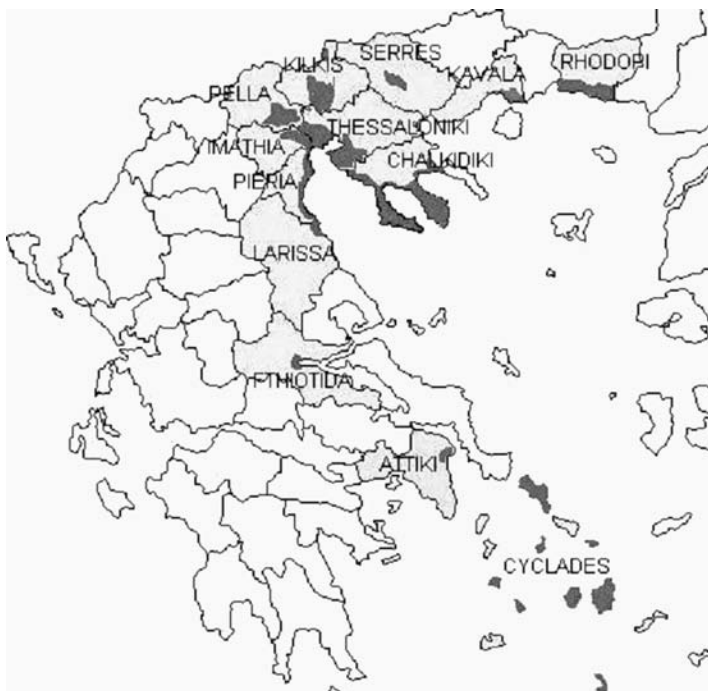 SERRES
RHODOPI
KILKIS
KAVALA
PELLA
THESSALONIKI
IMATHIA
CHALKIDIKI
PIERIA
LARISSA
FTHIOTIDA
ATTIKI
CYCLADES